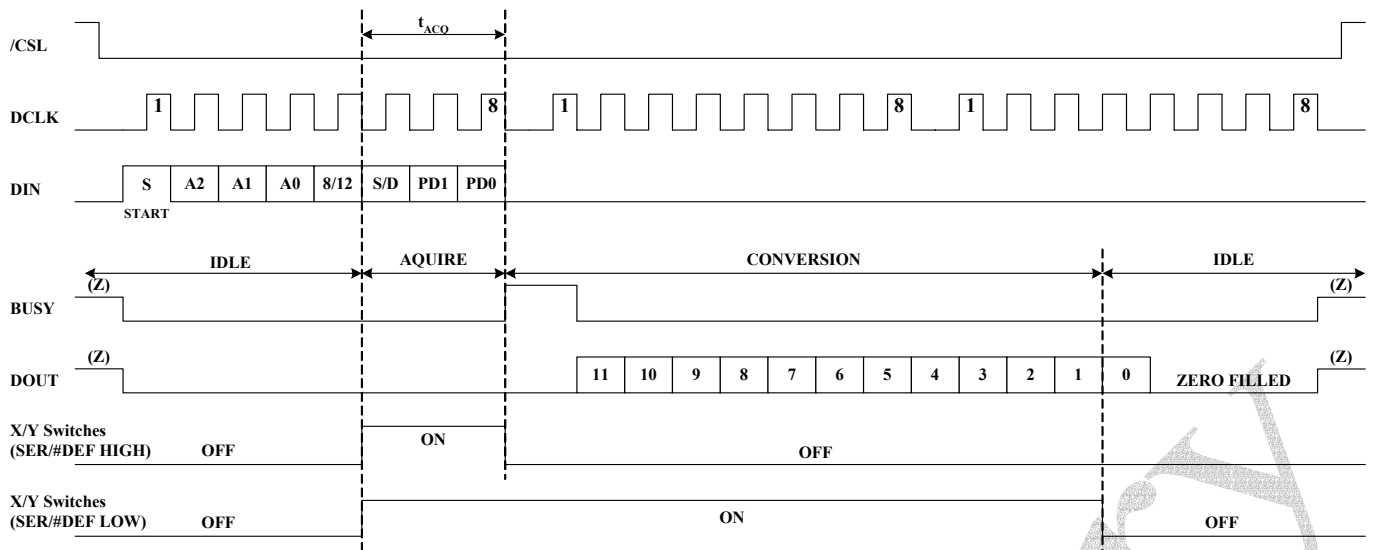 t_ACQ
/CSL
DCLK 1 8 1 8 1 8
DIN S A2 A1 A0 8/12 S/D PD1 PD0
START
IDLE AQUIRE CONVERSION IDLE
(Z) (Z)
BUSY
(Z) (Z)
DOUT 11 10 9 8 7 6 5 4 3 2 1 0 ZERO FILLED
X/Y Switches
(SER/#DEF HIGH) OFF ON OFF
X/Y Switches
(SER/#DEF LOW) OFF ON OFF